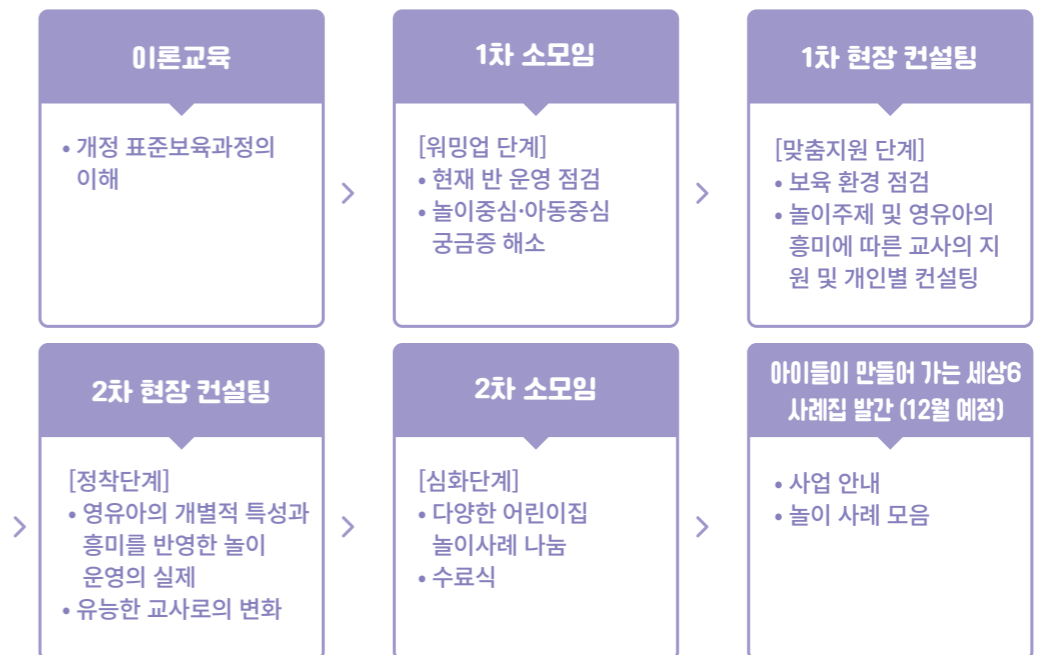 이론교육
• 개정 표준보육과정의
이해
1차 소모임
[워밍업 단계]
• 현재 반 운영 점검
• 놀이중심·아동중심
궁금증 해소
1차 현장 컨설팅
[맞춤지원 단계]
• 보육 환경 점검
• 놀이주제 및 영유아의
흥미에 따른 교사의 지
원 및 개인별 컨설팅
2차 현장 컨설팅
[정착단계]
• 영유아의 개별적 특성과
흥미를 반영한 놀이
운영의 실제
• 유능한 교사로의 변화
2차 소모임
[심화단계]
• 다양한 어린이집
놀이사례 나눔
• 수료식
아이들이 만들어 가는 세상6
사례집 발간 (12월 예정)
• 사업 안내
• 놀이 사례 모음